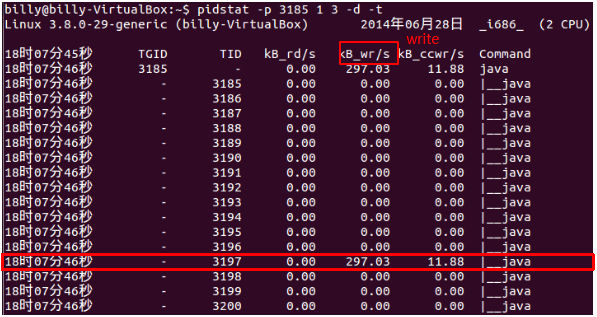 billy@billy-VirtualBox:~$ pidstat -p 3185 1 3 -d -t
Linux 3.8.0-29-generic (billy-VirtualBox) 2014年06月28日 _i686_ (2 CPU)
write
18时07分45秒 TGID TID kB_rd/s kB_wr/s kB_ccwr/s Command
18时07分46秒 3185 - 0.00 297.03 11.88 java
18时07分46秒 - 3185 0.00 0.00 0.00 |__java
18时07分46秒 - 3186 0.00 0.00 0.00 |__java
18时07分46秒 - 3187 0.00 0.00 0.00 |__java
18时07分46秒 - 3188 0.00 0.00 0.00 |__java
18时07分46秒 - 3189 0.00 0.00 0.00 |__java
18时07分46秒 - 3190 0.00 0.00 0.00 |__java
18时07分46秒 - 3191 0.00 0.00 0.00 |__java
18时07分46秒 - 3192 0.00 0.00 0.00 |__java
18时07分46秒 - 3193 0.00 0.00 0.00 |__java
18时07分46秒 - 3194 0.00 0.00 0.00 |__java
18时07分46秒 - 3195 0.00 0.00 0.00 |__java
18时07分46秒 - 3196 0.00 0.00 0.00 |__java
18时07分46秒 - 3197 0.00 297.03 11.88 |__java
18时07分46秒 - 3198 0.00 0.00 0.00 |__java
18时07分46秒 - 3199 0.00 0.00 0.00 |__java
18时07分46秒 - 3200 0.00 0.00 0.00 |__java